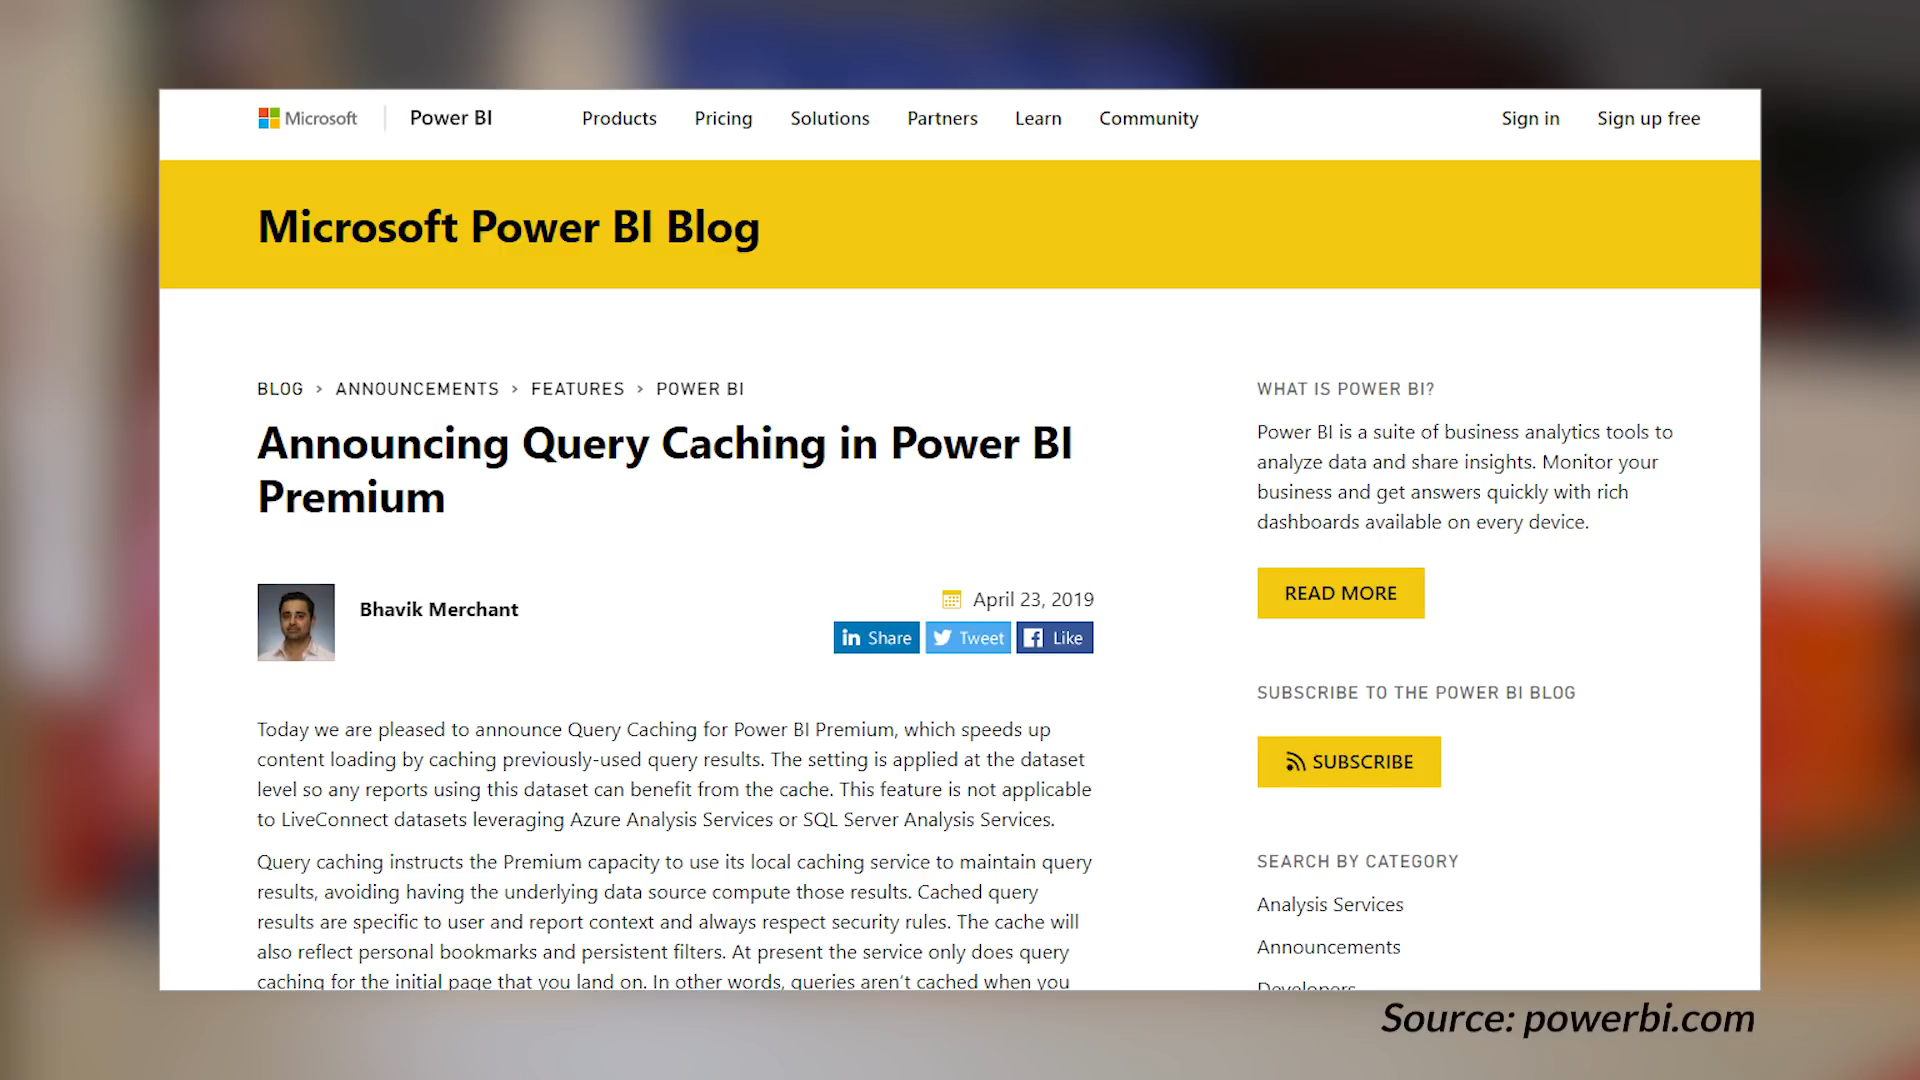 Microsoft
Power BI
Products
Pricing
Solutions
Partners
Learn
Community
Sign in
Sign up free
Microsoft Power BI Blog
BLOG > ANNOUNCEMENTS > FEATURES > POWER BI
Announcing Query Caching in Power BI
Premium
Bhavik Merchant
April 23, 2019
in Share
Tweet
Like
Today we are pleased to announce Query Caching for Power BI Premium, which speeds up
content loading by caching previously-used query results. The setting is applied at the dataset
level so any reports using this dataset can benefit from the cache. This feature is not applicable
to LiveConnect datasets leveraging Azure Analysis Services or SQL Server Analysis Services.
Query caching instructs the Premium capacity to use its local caching service to maintain query
results, avoiding having the underlying data source compute those results. Cached query
results are specific to user and report context and always respect security rules. The cache will
also reflect personal bookmarks and persistent filters. At present the service only does query
caching for the initial page that you land on. In other words, queries aren't cached when you
WHAT IS POWER BI?
Power BI is a suite of business analytics tools to
analyze data and share insights. Monitor your
business and get answers quickly with rich
dashboards available on every device.
READ MORE
SUBSCRIBE TO THE POWER BI BLOG
SUBSCRIBE
SEARCH BY CATEGORY
Analysis Services
Announcements
Developers
Source: powerbi.com